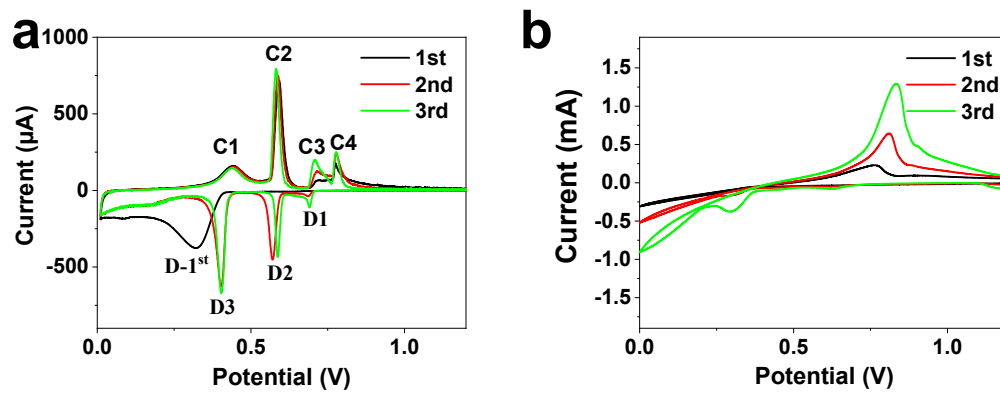 a
1000
500
0
-500
Current (µA)
C1
C2
C3
C4
D-1st
D3
D2
D1
1st
2nd
3rd
0.0
0.5
1.0
Potential (V)
b
1.5
1.0
0.5
0.0
-0.5
-1.0
-1.5
Current (mA)
1st
2nd
3rd
0.0
0.5
1.0
Potential (V)